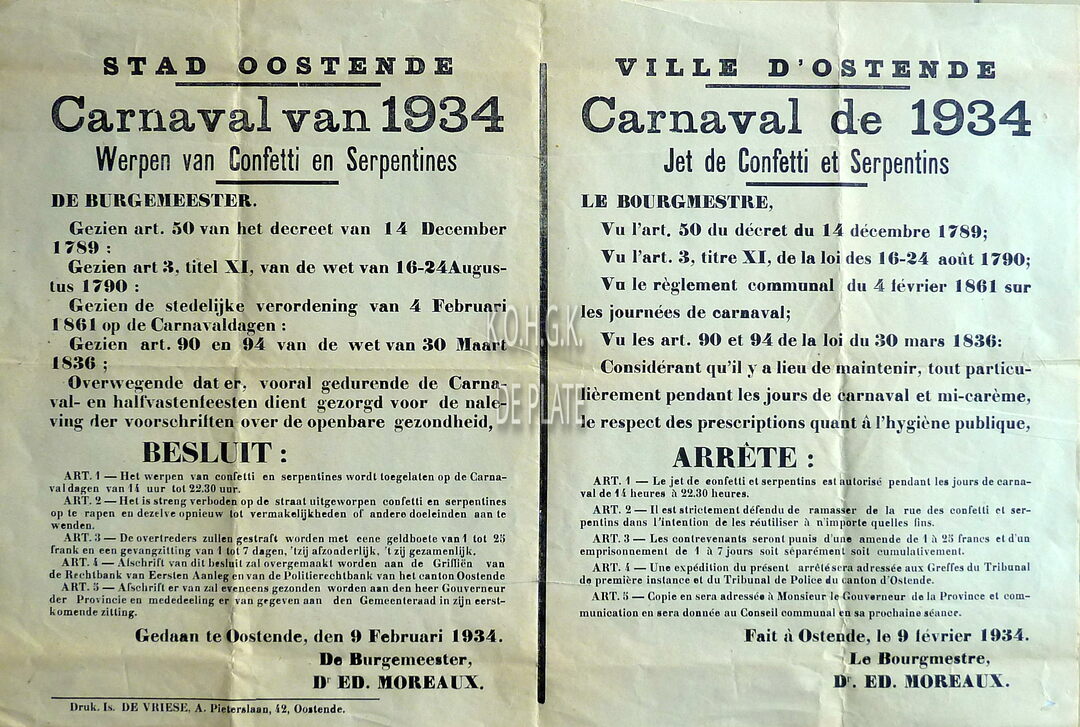 STAD OOSTENDE
Carnaval van 1934
Werpen van Confetti en Serpentines
DE BURGEMEESTER.
Gezien art. 50 van het decreet van 14 December
1789 :
Gezien art 3, titel XI, van de wet van 16-24 Augus-
tus 1790 :
Gezien de stedelijke verordening van 4 Februari
1861 op de Carnavaldagen :
Gezien art. 90 en 94 van de wet van 30 Maart
1836 ;
Overwegende dat er, vooral gedurende de Carna-
val- en halfvastenfeesten dient gezorgd voor de nale-
ving der voorschriften over de openbare gezondheid,
BESLUIT :
ART. 1 — Het werpen van confetti en serpentines wordt toegelaten op de Carna-
valdagen van 14 uur tot 22.30 uur.
ART. 2 — Het is streng verboden op de straat uitgeworpen confetti en serpentines
op te rapen en dezelve opnieuw tot vermakelijkheden of andere doeleinden aan te
wenden.
ART. 3 — De overtreders zullen gestraft worden met eene geldboete van 1 tot 25
frank en een gevangzitting van 1 tot 7 dagen, 'tzij afzonderlijk, 't zij gezamenlijk.
ART. 4 — Afschrift van dit besluit zal overgemaakt worden aan de Griffiën van
de Rechtbank van Eersten Aanleg en van de Politierechtbank van het canton Oostende
ART. 5 — Afschrift er van zal eveneens gezonden worden aan den heer Gouverneur
der Provincie en mededeeling er van gegeven aan den Gemeenteraad in zijn eerst-
komende zitting.
Gedaan te Oostende, den 9 Februari 1934.
De Burgemeester,
Dr ED. MOREAUX.
Druk. Is. DE VRIESE, A. Pieterslaan, 42, Oostende.
VILLE D'OSTENDE
Carnaval de 1934
Jet de Confetti et Serpentins
LE BOURGMESTRE,
Vu l'art. 50 du décret du 14 décembre 1789;
Vu l'art. 3, titre XI, de la loi des 16-24 août 1790;
Vu le règlement communal du 4 février 1861 sur
les journées de carnaval;
Vu les art. 90 et 94 de la loi du 30 mars 1836:
Considérant qu'il y a lieu de maintenir, tout particu-
lièrement pendant les jours de carnaval et mi-carème,
le respect des prescriptions quant à l'hygiène publique,
ARRÊTE :
ART. 1 — Le jet de confetti et serpentins est autorisé pendant les jours de carna-
val de 14 heures à 22.30 heures.
ART. 2 — Il est strictement défendu de ramasser de la rue des confetti et ser-
pentins dans l'intention de les réutiliser à n'importe quelles fins.
ART. 3 — Les contrevenants seront punis d'une amende de 1 à 25 francs et d'un
emprisonnement de 1 à 7 jours soit séparément soit cumulativement.
ART. 4 — Une expédition du présent arrêté sera adressée aux Greffes du Tribunal
de première instance et du Tribunal de Police du canton d'Ostende.
ART. 5 — Copie en sera adressée à Monsieur le Gouverneur de la Province et com-
munication en sera donnée au Conseil communal en sa prochaine séance.
Fait à Ostende, le 9 février 1934.
Le Bourgmestre,
Dr. ED. MOREAUX.
K.O.H.G.K.
DE PLATE